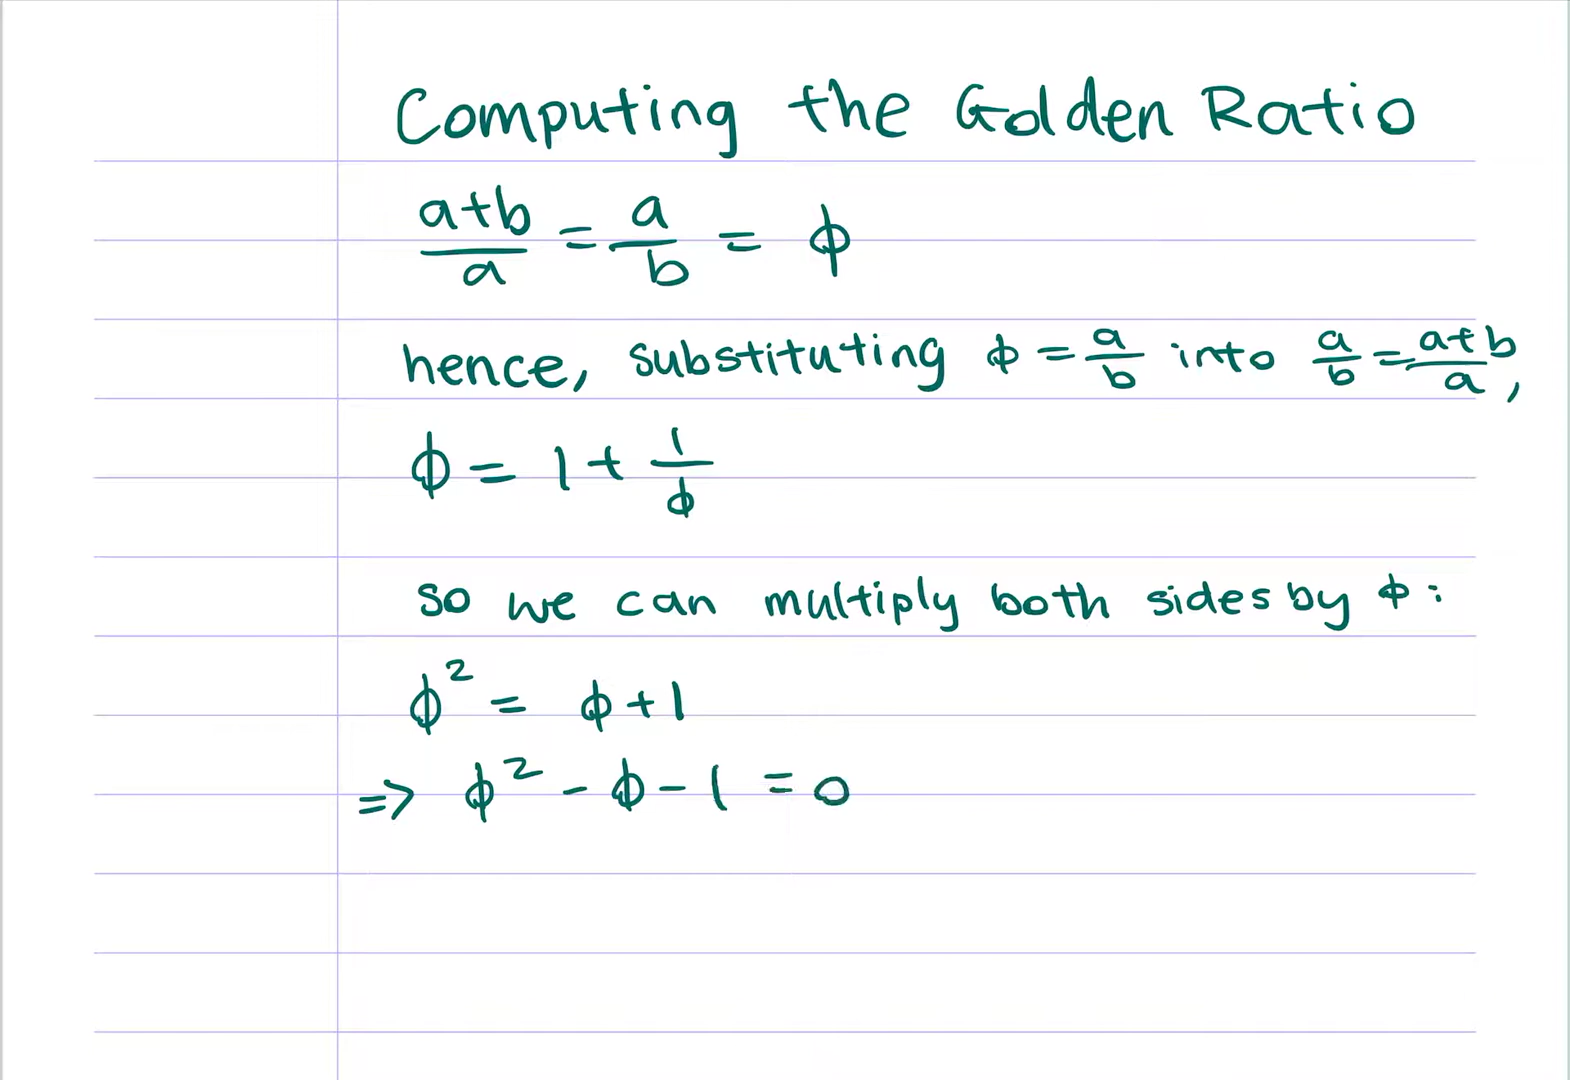 Computing the Golden Ratio
(a+b)/a = a/b = ϕ
hence, substituting ϕ = a/b into a/b = (a+b)/a,
ϕ = 1 + 1/ϕ
so we can multiply both sides by ϕ:
ϕ² = ϕ + 1
=> ϕ² - ϕ - 1 = 0